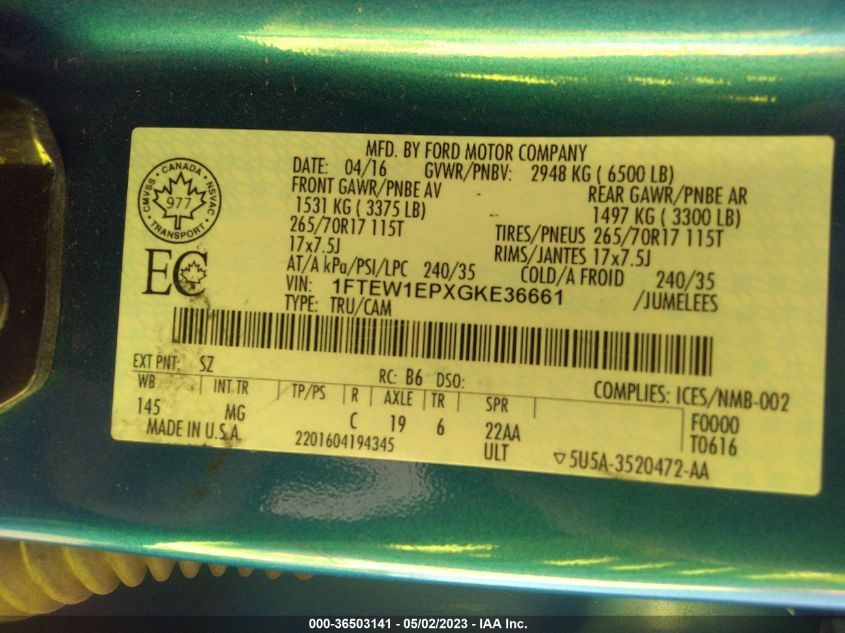 MFD. BY FORD MOTOR COMPANY
DATE: 04/16 GVWR/PNBV: 2948 KG ( 6500 LB)
FRONT GAWR/PNBE AV REAR GAWR/PNBE AR
1531 KG ( 3375 LB) 1497 KG ( 3300 LB)
265/70R17 115T TIRES/PNEUS 265/70R17 115T
17x7.5J RIMS/JANTES 17x7.5J
AT/A kPa/PSI/LPC 240/35 COLD/A FROID 240/35
VIN: 1FTEW1EPXGKE36661 /JUMELEES
TYPE: TRU/CAM
CANADA
CMVSS NSVAC
977
TRANSPORT
EC
EXT PNT: SZ RC: B6 DSO: COMPLIES: ICES/NMB-002
WB INT TR TP/PS R AXLE TR SPR F0000
145 MG C 19 6 22AA T0616
MADE IN U.S.A. 2201604194345 ULT ▽5U5A-3520472-AA
000-36503141 - 05/02/2023 - IAA Inc.